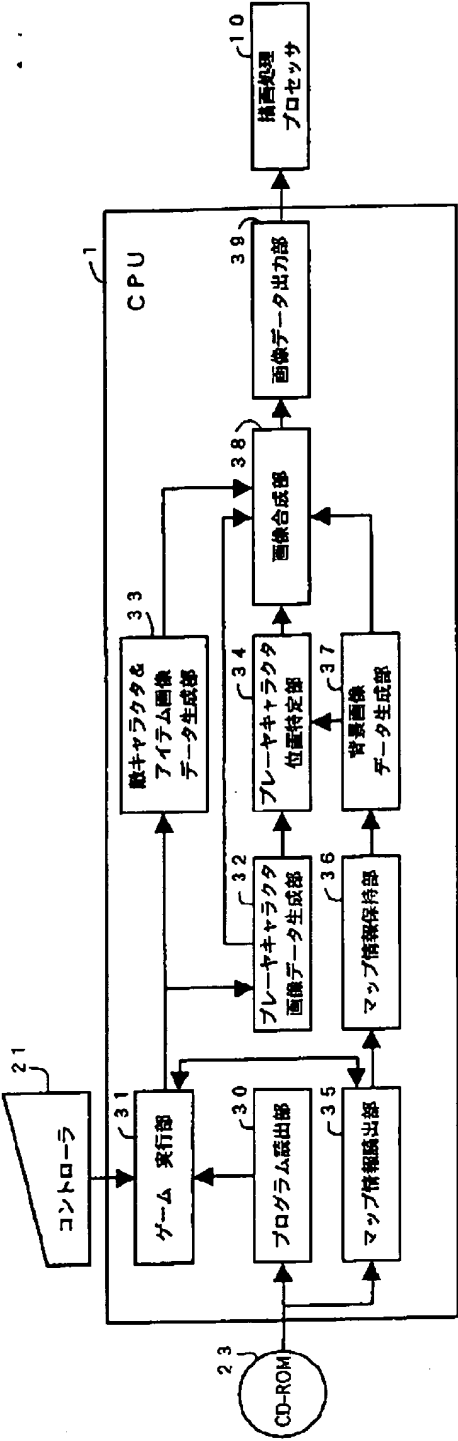 コントローラ
21
CPU
1
CD-ROM
23
ゲーム 実行部
31
プログラム読出部
30
マップ情報読出部
35
敵キャラクタ&
アイテム画像
データ生成部
33
プレーヤキャラクタ
画像データ生成部
32
マップ情報保持部
36
プレーヤキャラクタ
位置特定部
34
背景画像
データ生成部
37
画像合成部
38
画像データ出力部
39
描画処理
プロセッサ
10